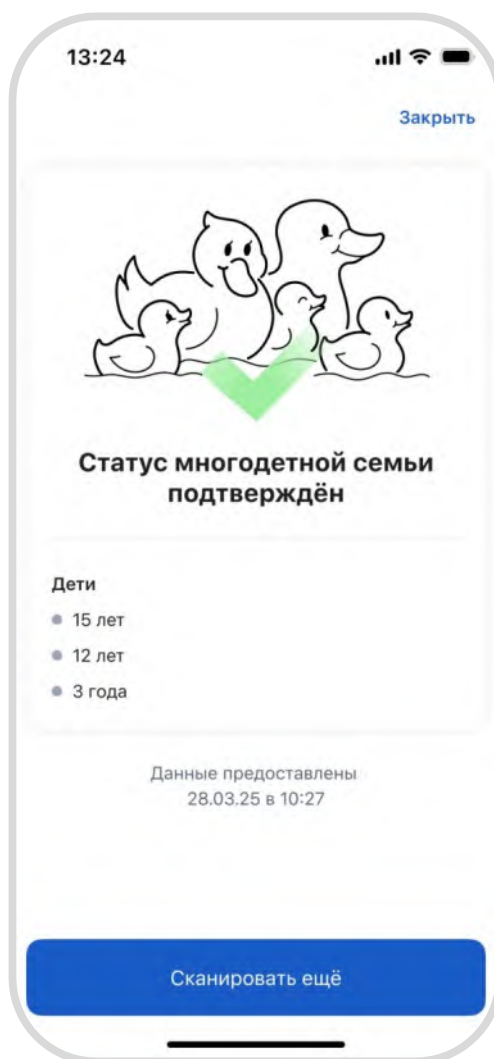 13:24
Закрыть
Статус многодетной семьи
подтверждён
Дети
15 лет
12 лет
3 года
Данные предоставлены
28.03.25 в 10:27
Сканировать ещё